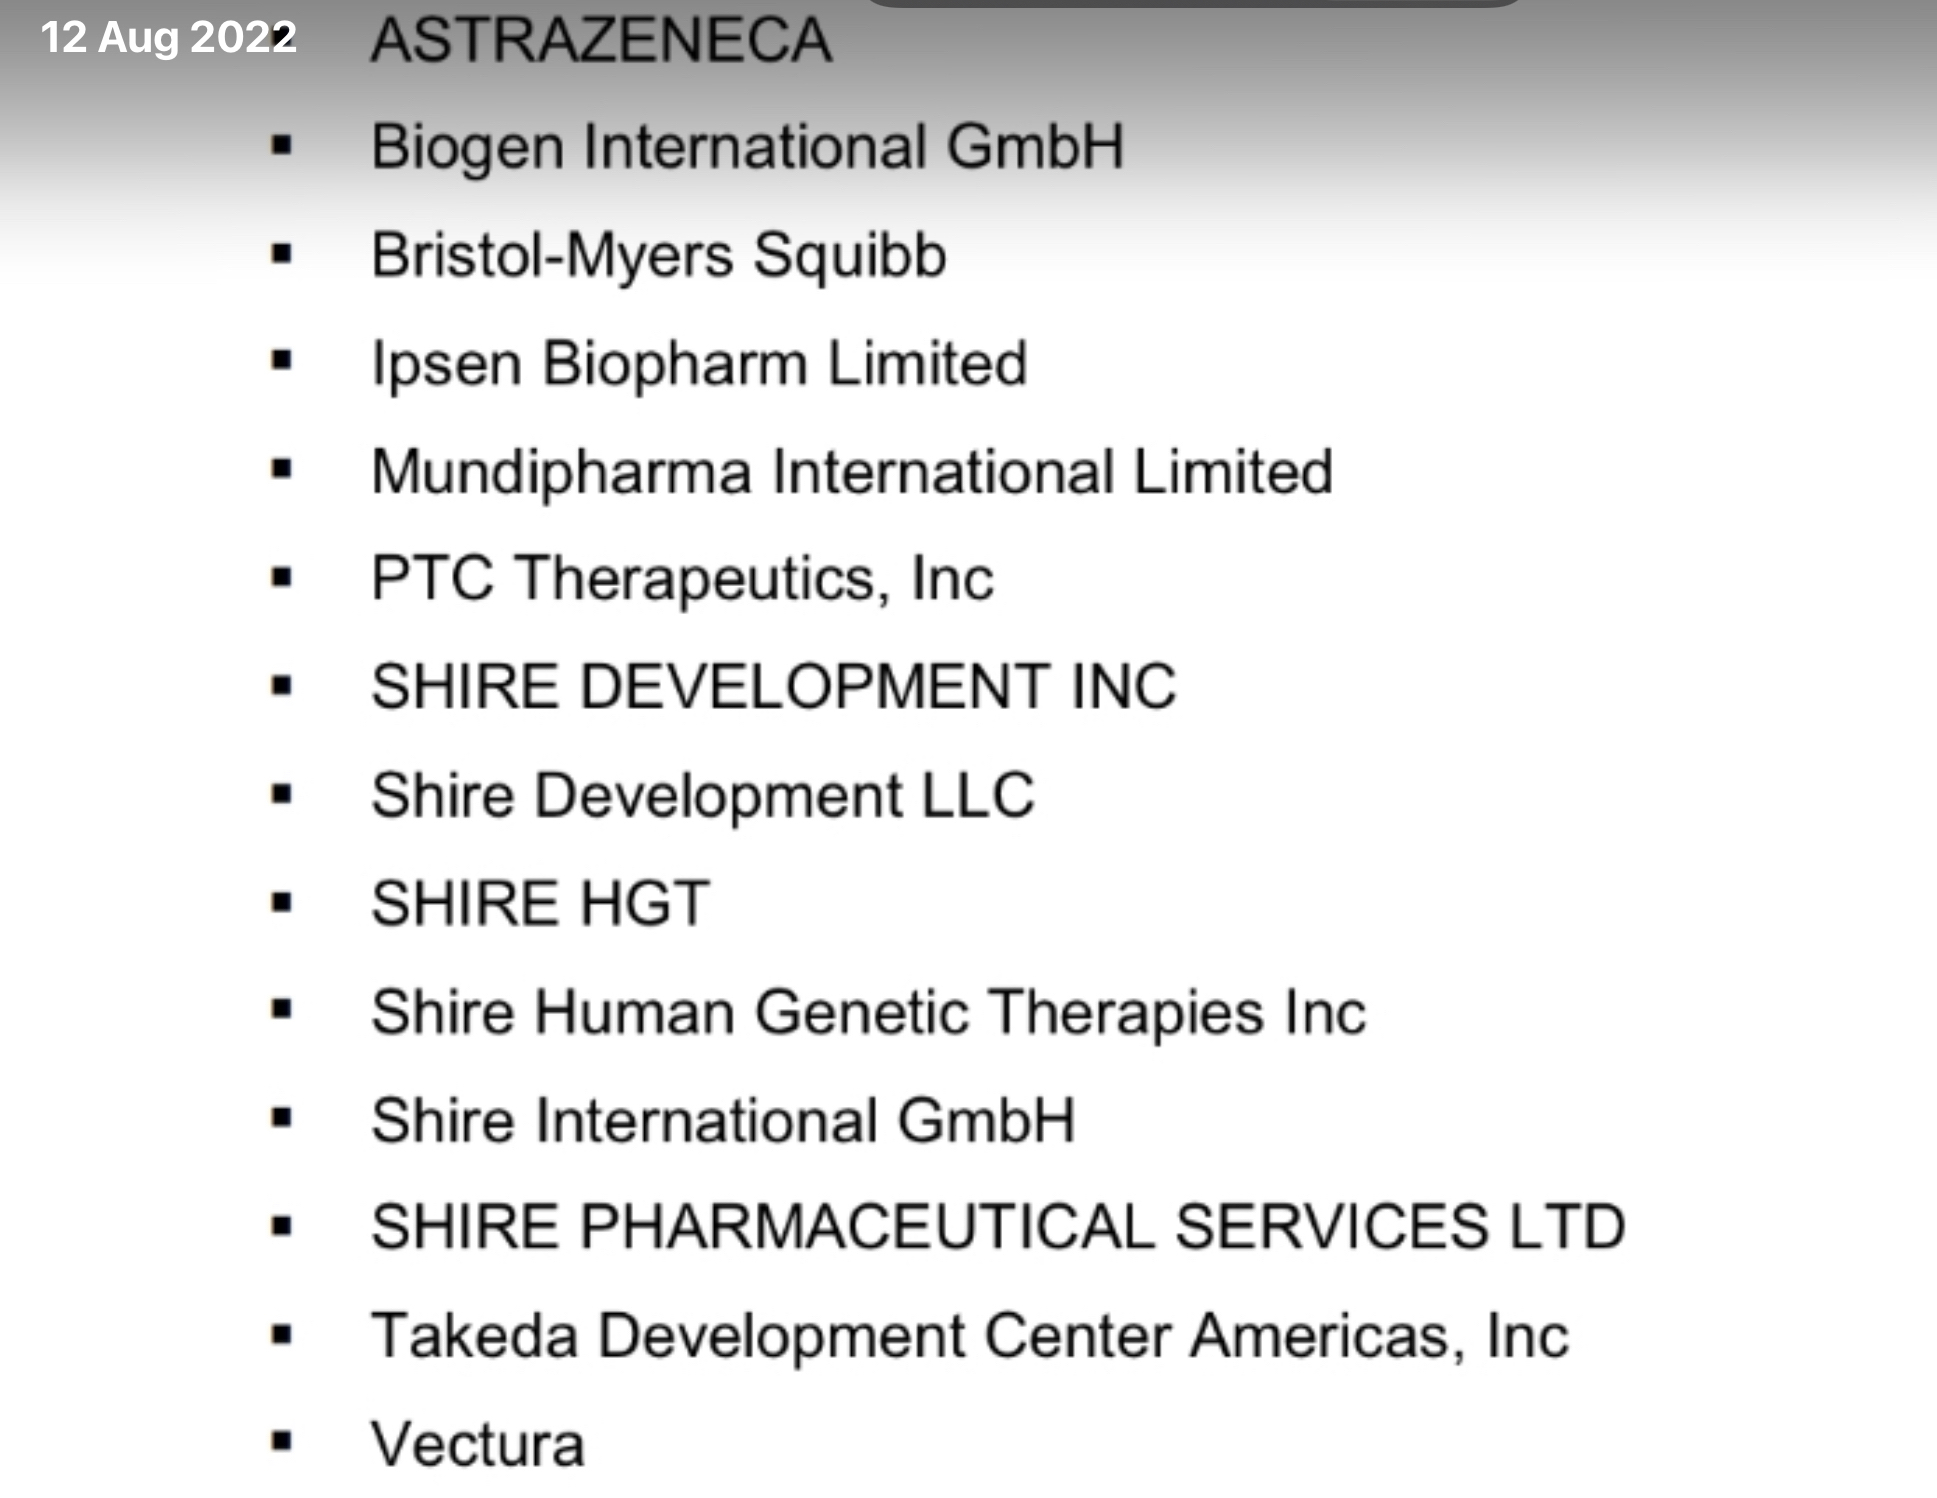 12 Aug 2022
▪ ASTRAZENECA
▪ Biogen International GmbH
▪ Bristol-Myers Squibb
▪ Ipsen Biopharm Limited
▪ Mundipharma International Limited
▪ PTC Therapeutics, Inc
▪ SHIRE DEVELOPMENT INC
▪ Shire Development LLC
▪ SHIRE HGT
▪ Shire Human Genetic Therapies Inc
▪ Shire International GmbH
▪ SHIRE PHARMACEUTICAL SERVICES LTD
▪ Takeda Development Center Americas, Inc
▪ Vectura